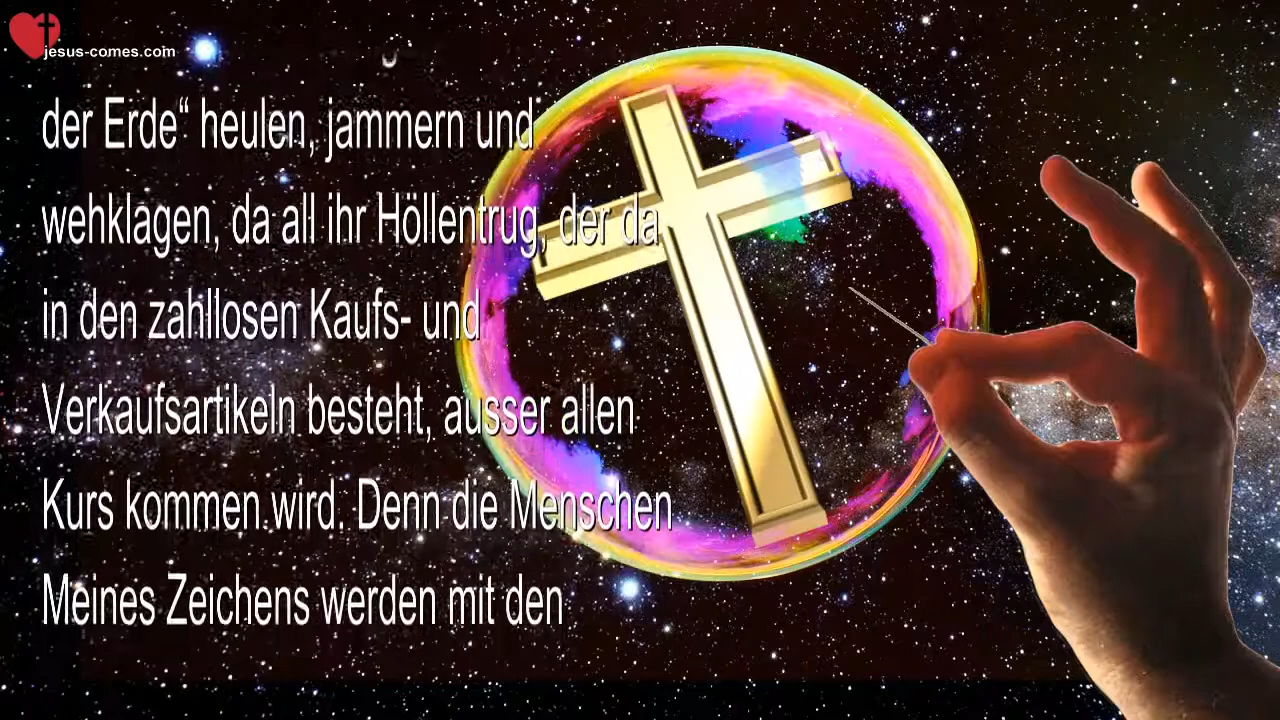 jesus-comes.com
der Erde“ heulen, jammern und
wehklagen, da all ihr Höllentrug, der da
in den zahllosen Kaufs- und
Verkaufsartikeln besteht, ausser allen
Kurs kommen wird. Denn die Menschen
Meines Zeichens werden mit den